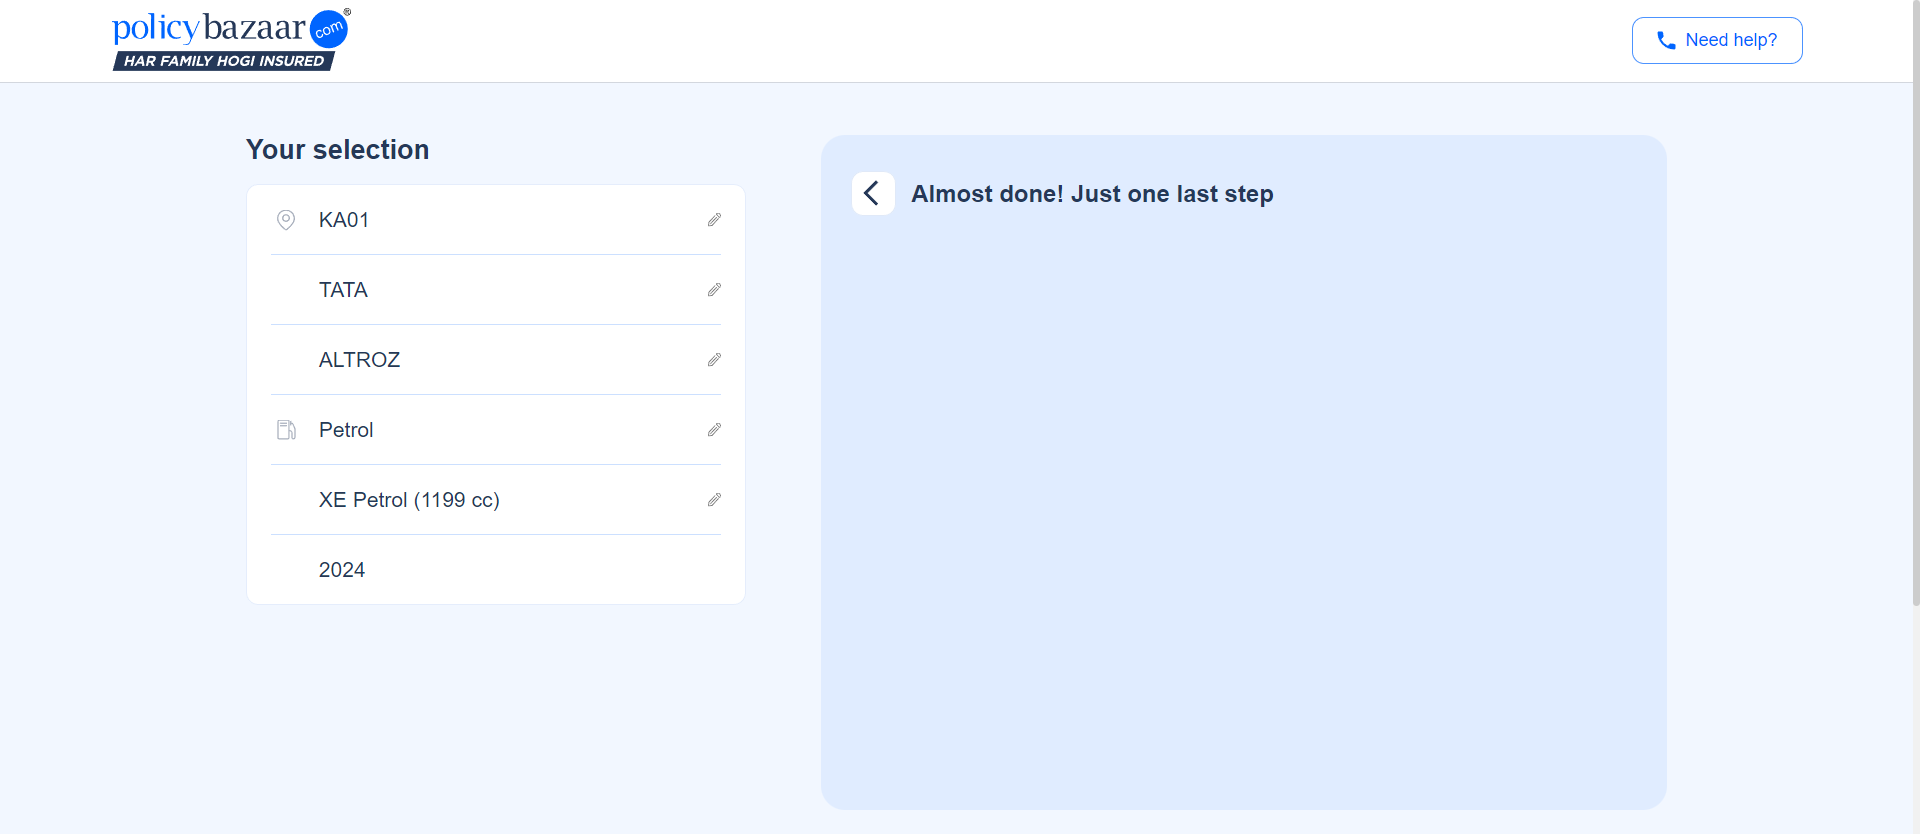 policybazaar com ®
HAR FAMILY HOGI INSURED
Need help?
Your selection
KA01
TATA
ALTROZ
Petrol
XE Petrol (1199 cc)
2024
Almost done! Just one last step